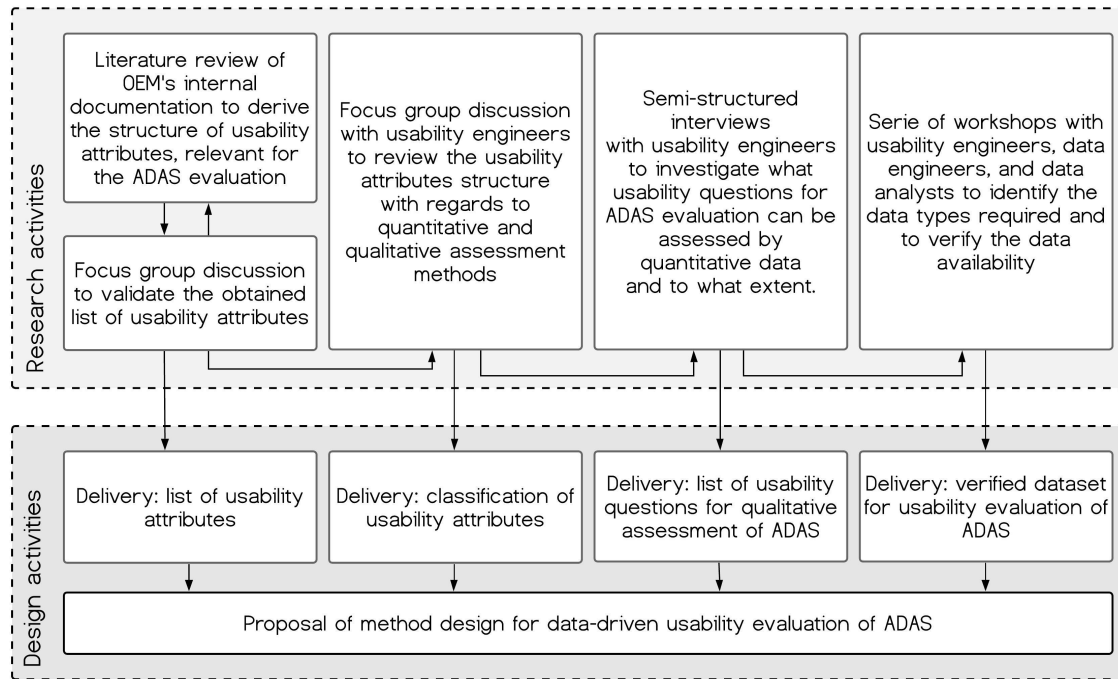 Research activities
Literature review of
OEM's internal
documentation to derive
the structure of usability
attributes, relevant for
the ADAS evaluation
Focus group discussion
to validate the obtained
list of usability attributes
Focus group discussion
with usability engineers
to review the usability
attributes structure
with regards to
quantitative and
qualitative assessment
methods
Semi-structured
interviews
with usability engineers
to investigate what
usability questions for
ADAS evaluation can be
assessed by
quantitative data
and to what extent.
Serie of workshops with
usability engineers, data
engineers, and data
analysts to identify the
data types required and
to verify the data
availability
Design activities
Delivery: list of usability
attributes
Delivery: classification of
usability attributes
Delivery: list of usability
questions for qualitative
assessment of ADAS
Delivery: verified dataset
for usability evaluation of
ADAS
Proposal of method design for data-driven usability evaluation of ADAS